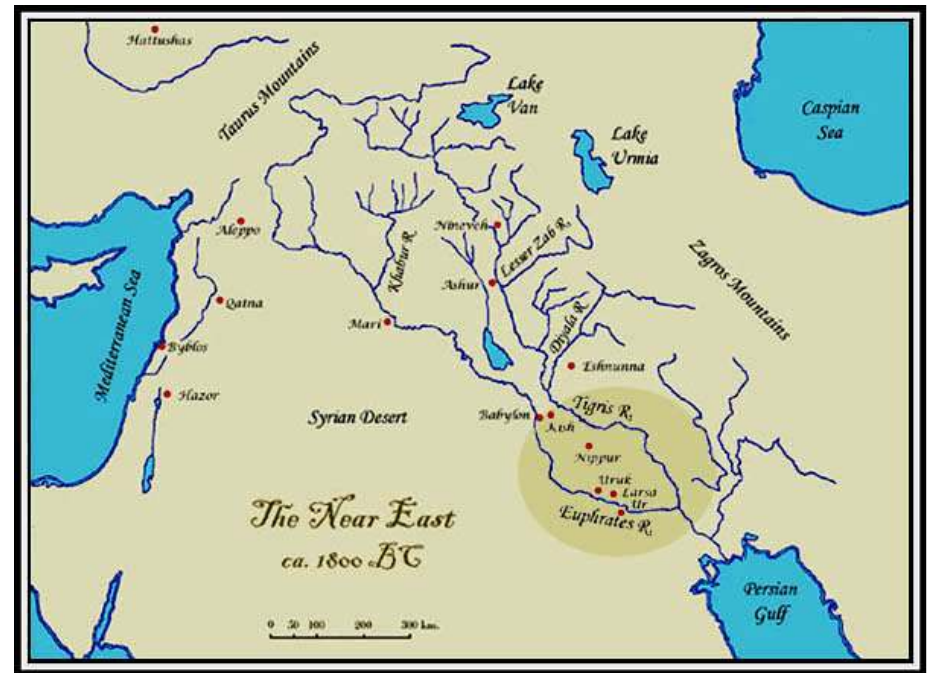 Hattushas
Taurus Mountains
Lake
Van
Caspian
Sea
Lake
Urmia
Aleppo
Nineveh
Lesser Zab R.
Khabur R.
Zagros Mountains
Ashur
Mediterranean Sea
Qatna
Mari
Diyala R.
Byblos
Eshnunna
Hazor
Syrian Desert
Babylon
Kish
Tigris R.
Nippur
Uruk
Larsa
Ur
Euphrates R.
The Near East
ca. 1800 BC
Persian
Gulf
0 50 100 200 300 km.